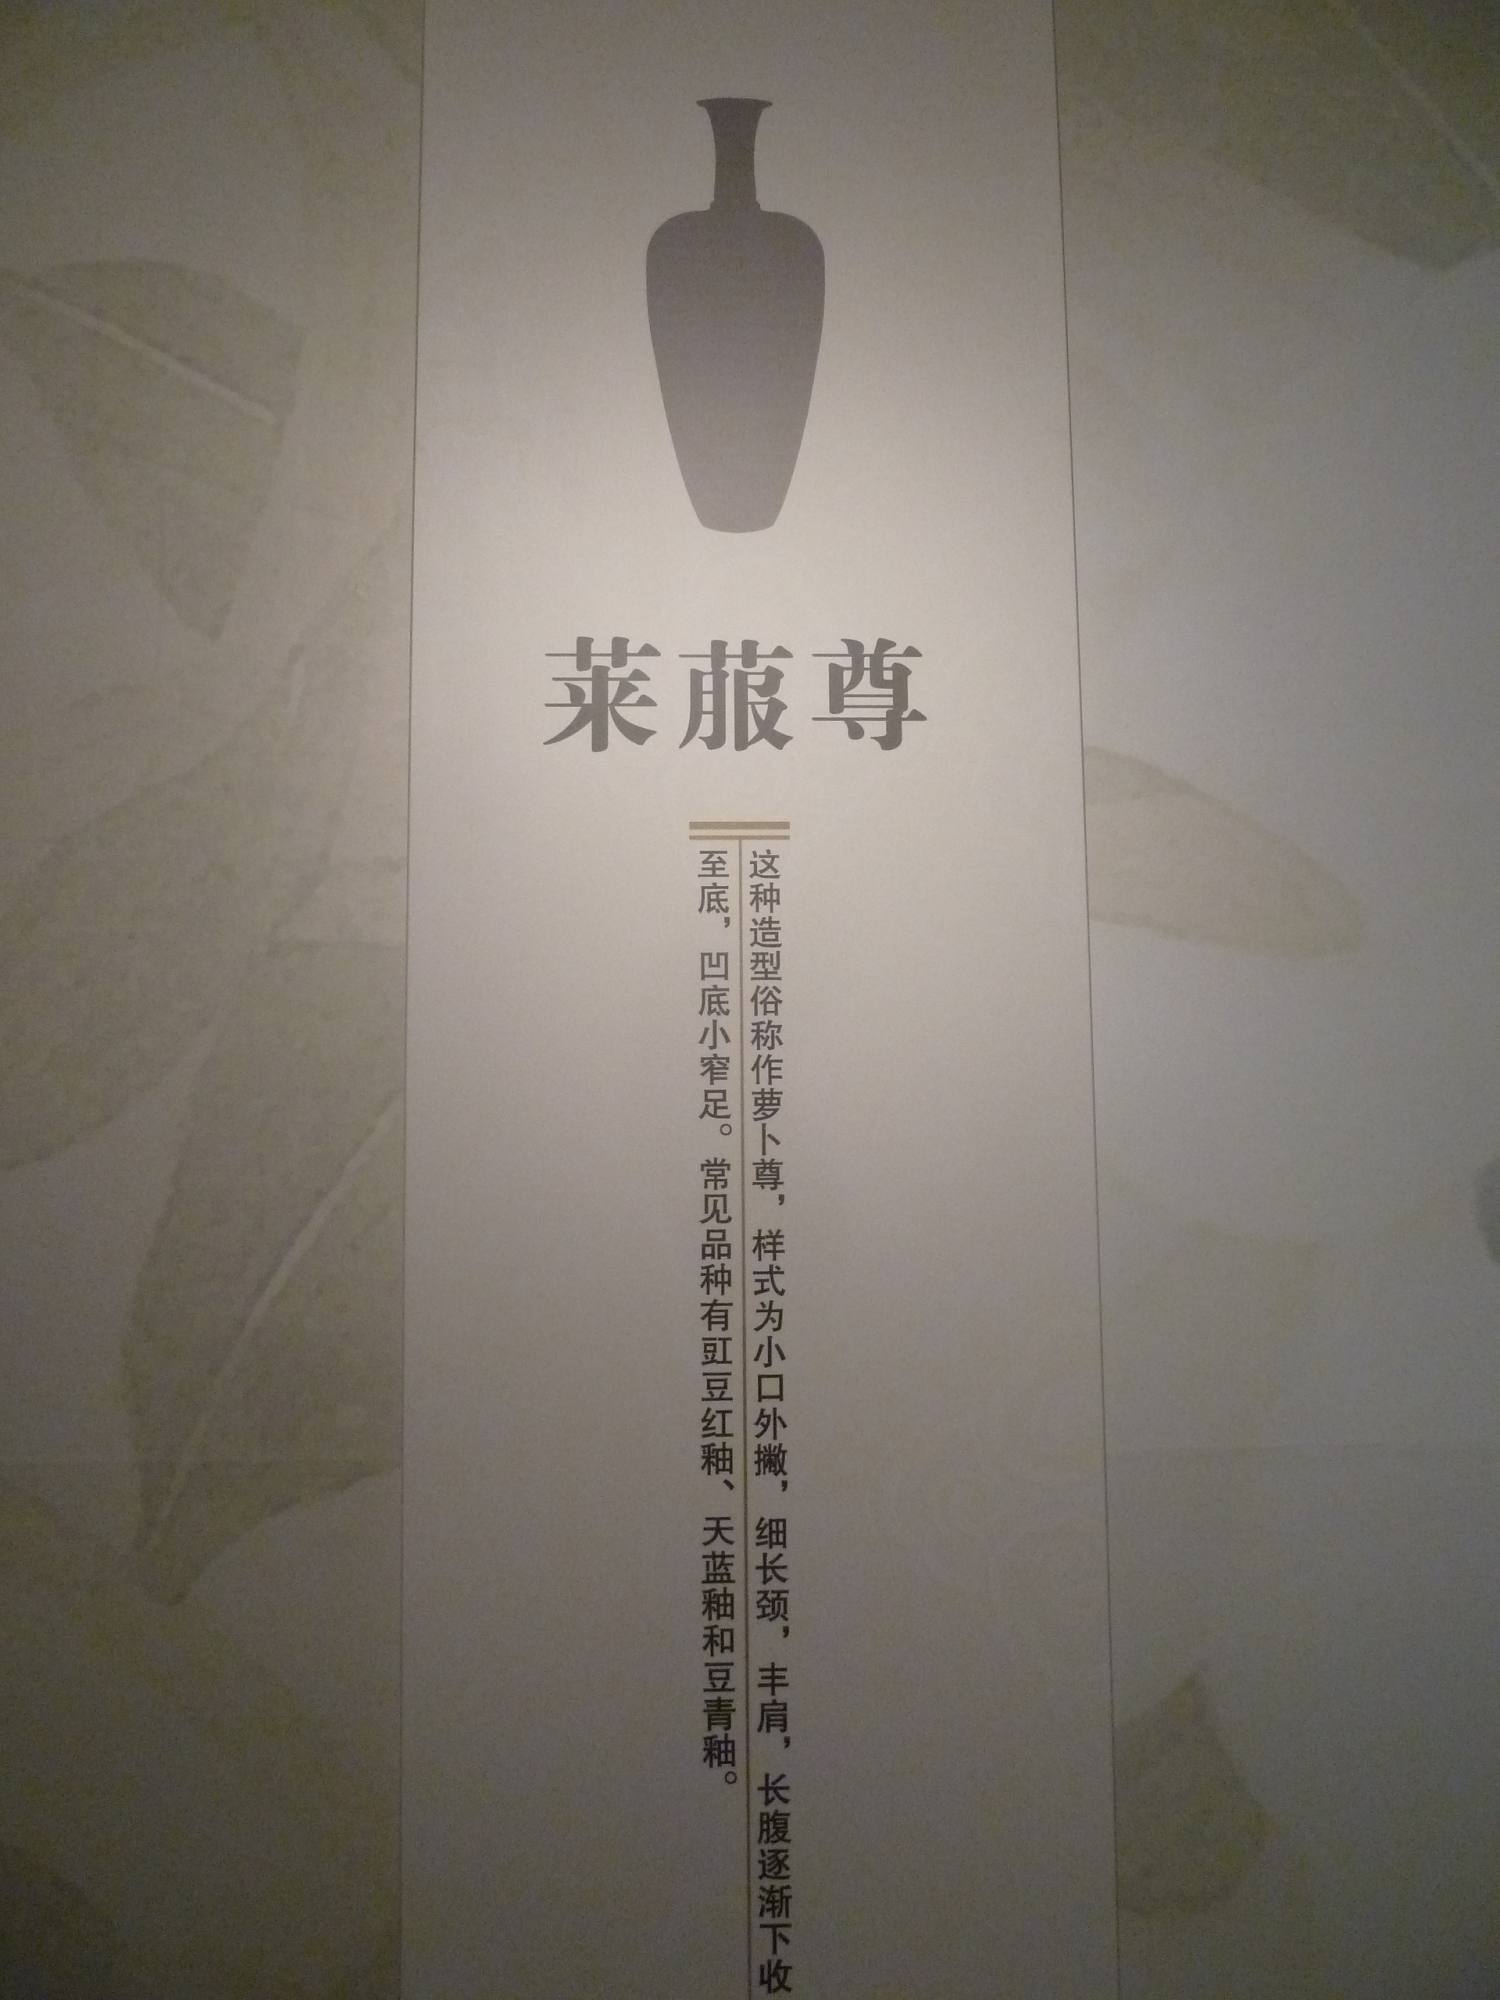 莱菔尊
这种造型俗称作萝卜尊，样式为小口外撇，细长颈，丰肩，长腹逐渐下收
至底，凹底小窄足。常见品种有豇豆红釉、天蓝釉和豆青釉。